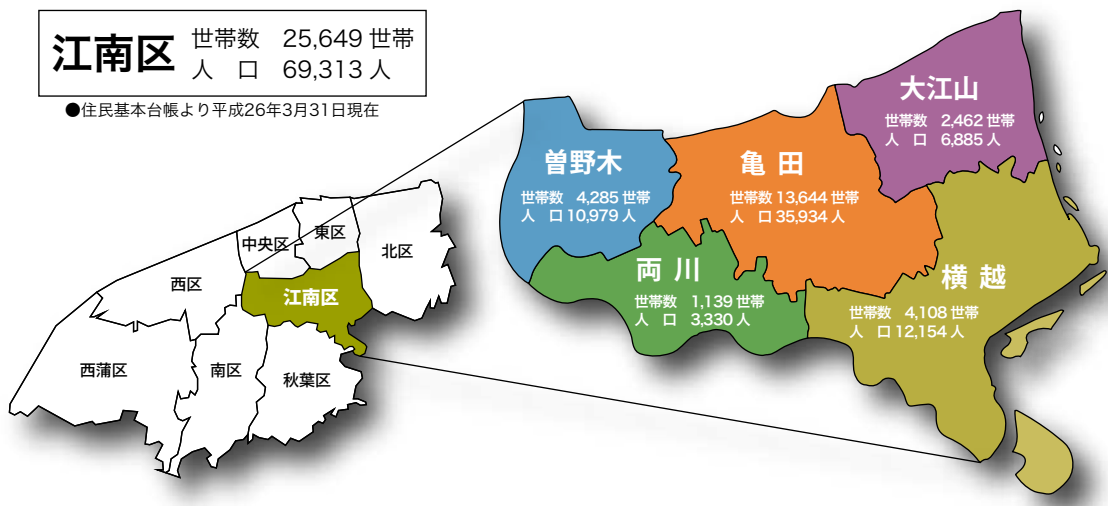 江南区
世帯数 25,649 世帯
人 口 69,313 人
●住民基本台帳より平成26年3月31日現在
大江山
世帯数 2,462 世帯
人 口 6,885 人
曽野木
世帯数 4,285 世帯
人 口 10,979 人
亀田
世帯数 13,644 世帯
人 口 35,934 人
両川
世帯数 1,139 世帯
人 口 3,330 人
横越
世帯数 4,108 世帯
人 口 12,154 人
中央区
東区
北区
西区
江南区
西蒲区
南区
秋葉区